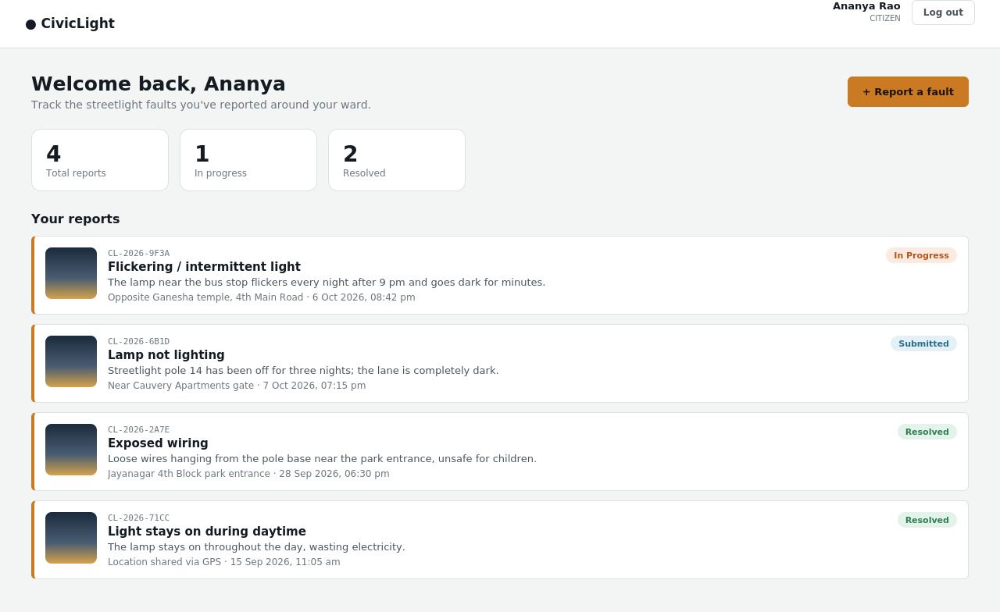 CivicLight
Ananya Rao
CITIZEN
Log out
Welcome back, Ananya
Track the streetlight faults you've reported around your ward.
+ Report a fault
4
Total reports
1
In progress
2
Resolved
Your reports
CL-2026-9F3A
Flickering / intermittent light
The lamp near the bus stop flickers every night after 9 pm and goes dark for minutes.
Opposite Ganesha temple, 4th Main Road · 6 Oct 2026, 08:42 pm
In Progress
CL-2026-6B1D
Lamp not lighting
Streetlight pole 14 has been off for three nights; the lane is completely dark.
Near Cauvery Apartments gate · 7 Oct 2026, 07:15 pm
Submitted
CL-2026-2A7E
Exposed wiring
Loose wires hanging from the pole base near the park entrance, unsafe for children.
Jayanagar 4th Block park entrance · 28 Sep 2026, 06:30 pm
Resolved
CL-2026-71CC
Light stays on during daytime
The lamp stays on throughout the day, wasting electricity.
Location shared via GPS · 15 Sep 2026, 11:05 am
Resolved